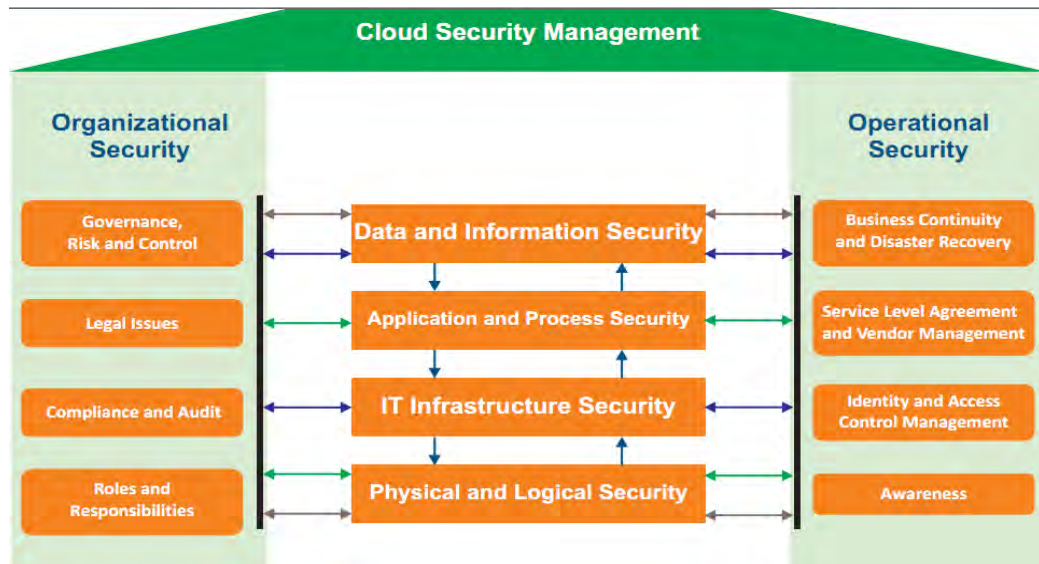 Cloud Security Management
Organizational
Security
Governance,
Risk and Control
Legal Issues
Compliance and Audit
Roles and
Responsibilities
Data and Information Security
Application and Process Security
IT Infrastructure Security
Physical and Logical Security
Operational
Security
Business Continuity
and Disaster Recovery
Service Level Agreement
and Vendor Management
Identity and Access
Control Management
Awareness